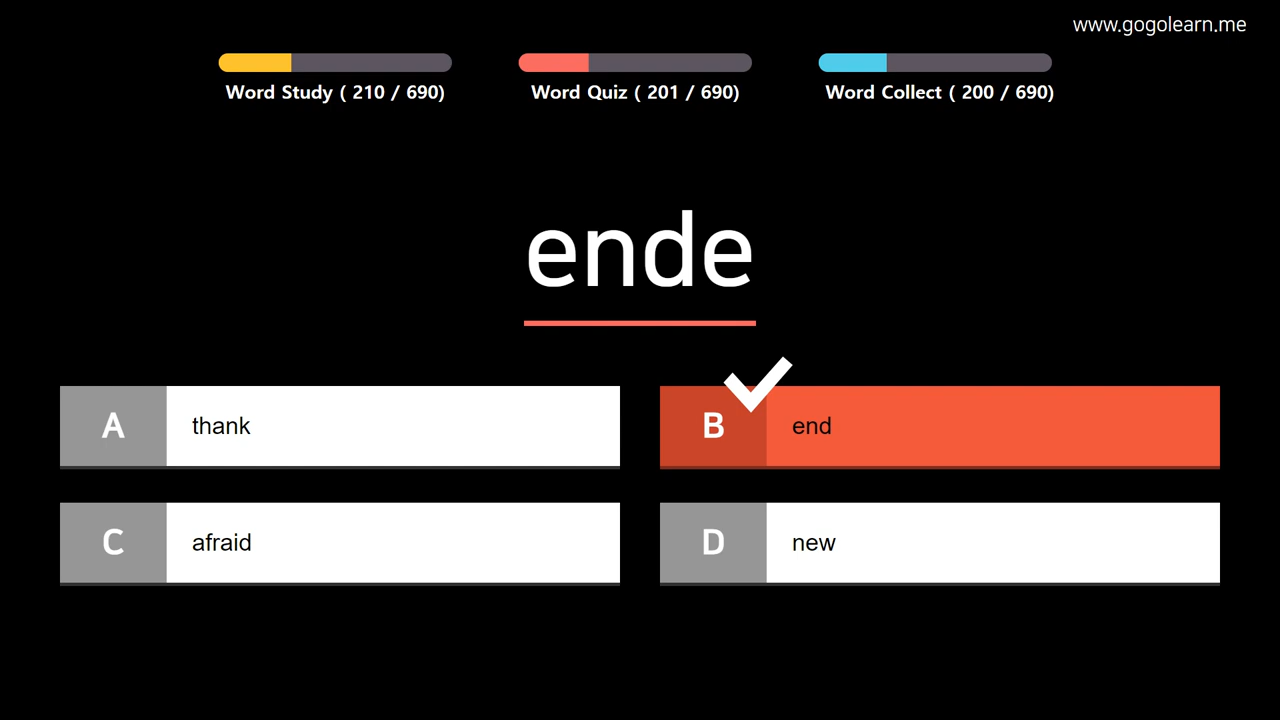 www.gogolearn.me
Word Study ( 210 / 690)
Word Quiz ( 201 / 690)
Word Collect ( 200 / 690)
ende
A thank
B end
C afraid
D new